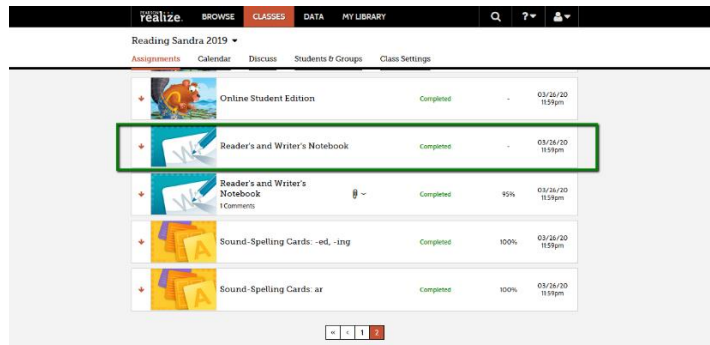 PEARSON
realize. BROWSE CLASSES DATA MY LIBRARY ?
Reading Sandra 2019
Assignments Calendar Discuss Students & Groups Class Settings
Online Student Edition Completed - 03/26/20
11:59pm
Reader's and Writer's Notebook Completed - 03/26/20
11:59pm
Reader's and Writer's
Notebook Completed 95% 03/26/20
11:59pm
1 Comments
Sound-Spelling Cards: -ed, -ing Completed 100% 03/26/20
11:59pm
Sound-Spelling Cards: ar Completed 100% 03/26/20
11:59pm
« ‹ 1 2